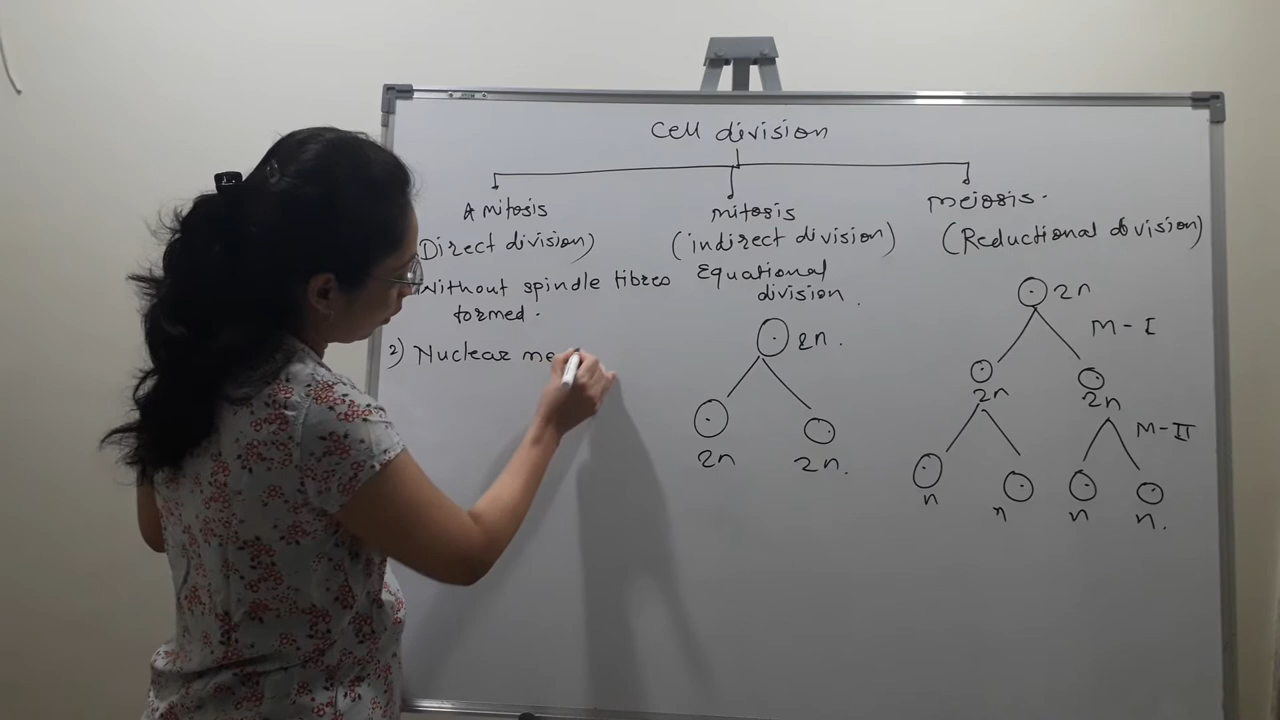 Cell division
Amitosis
(Direct division)
Without spindle fibres
formed.
2) Nuclear me
mitosis
(indirect division)
Equational
division.
2n.
2n
2n.
meiosis.
(Reductional division)
2n
M-I
2n
2n
M-II
n
n
n
n.